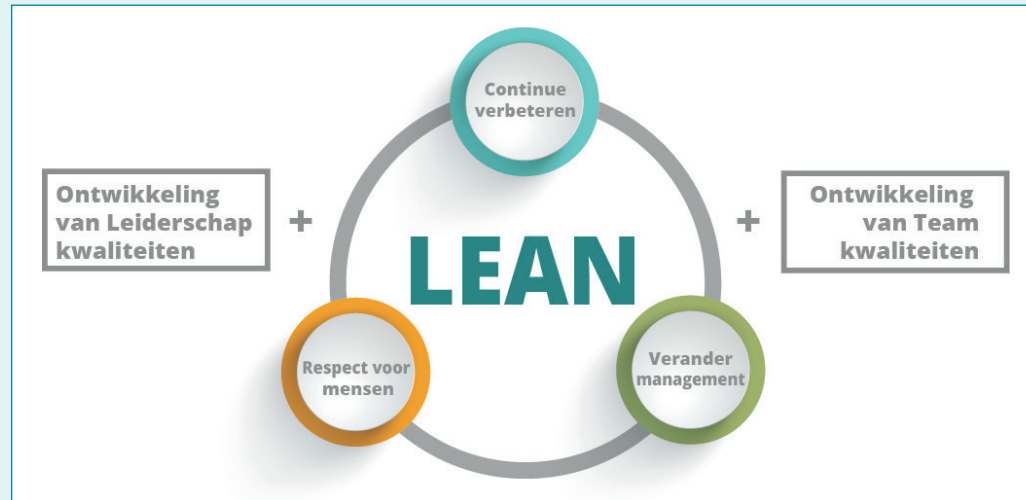 Continue
verbeteren
Ontwikkeling
van Leiderschap
kwaliteiten
+
LEAN
+
Ontwikkeling
van Team
kwaliteiten
Respect voor
mensen
Verander
management